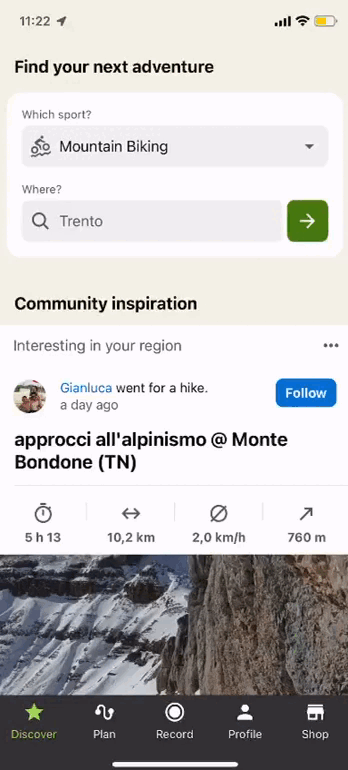 11:22
Find your next adventure
Which sport?
Mountain Biking
Where?
Trento
Community inspiration
Interesting in your region
Gianluca went for a hike.
a day ago
Follow
approcci all'alpinismo @ Monte
Bondone (TN)
5 h 13 10,2 km 2,0 km/h 760 m
Discover Plan Record Profile Shop